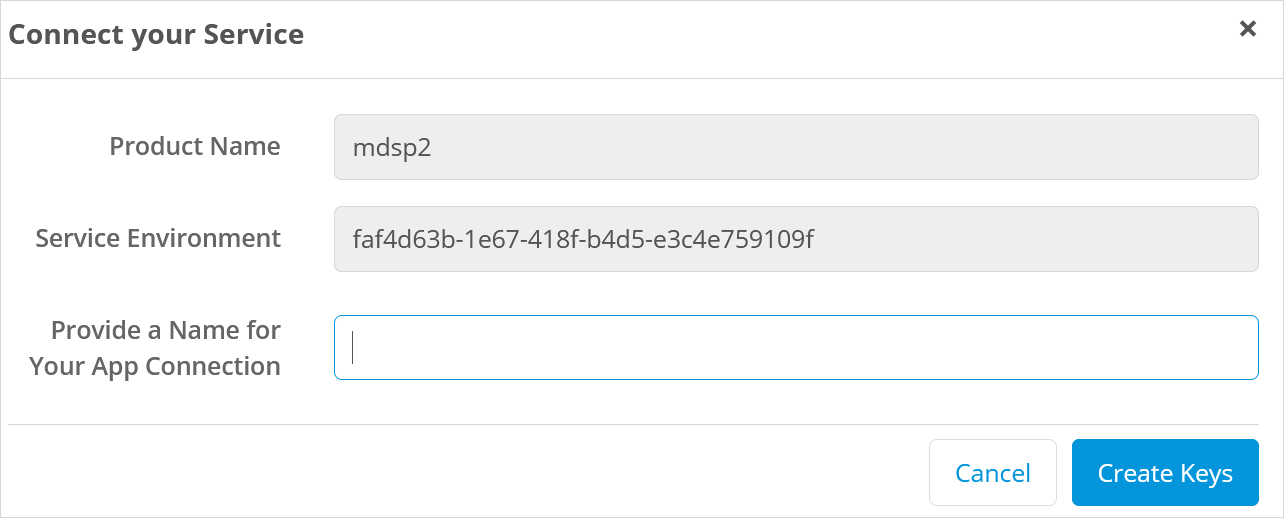 Connect your Service
×
Product Name
mdsp2
Service Environment
faf4d63b-1e67-418f-b4d5-e3c4e759109f
Provide a Name for
Your App Connection
Cancel
Create Keys